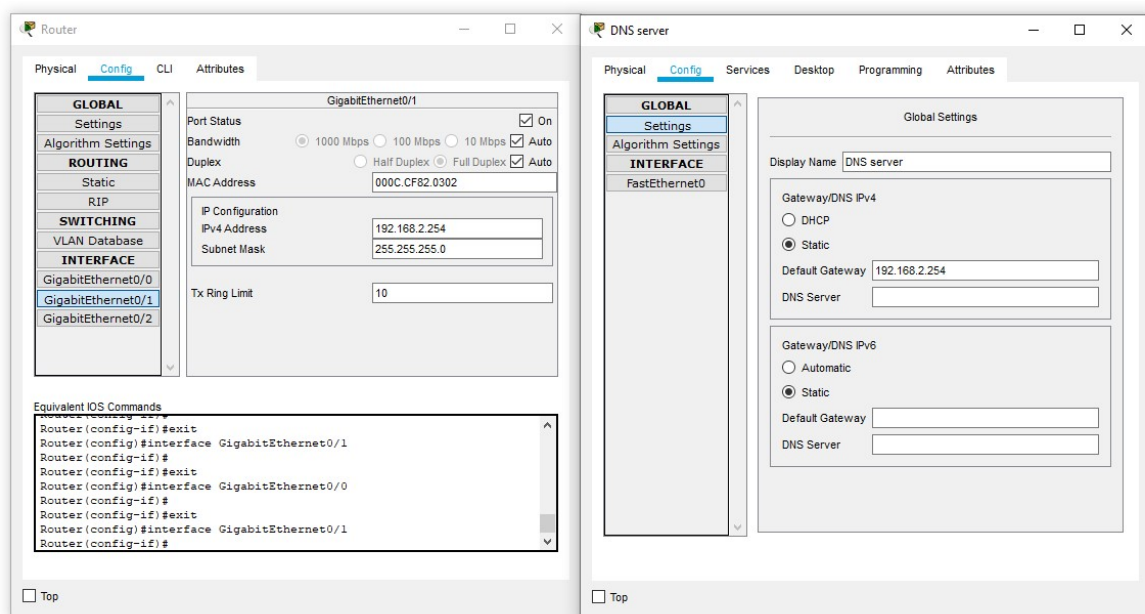 Router
Physical Config CLI Attributes
GLOBAL
Settings
Algorithm Settings
ROUTING
Static
RIP
SWITCHING
VLAN Database
INTERFACE
GigabitEthernet0/0
GigabitEthernet0/1
GigabitEthernet0/2
GigabitEthernet0/1
Port Status On
Bandwidth 1000 Mbps 100 Mbps 10 Mbps Auto
Duplex Half Duplex Full Duplex Auto
MAC Address 000C.CF82.0302
IP Configuration
IPv4 Address 192.168.2.254
Subnet Mask 255.255.255.0
Tx Ring Limit 10
Equivalent IOS Commands
Router(config-if)#
Router(config-if)#exit
Router(config)#interface GigabitEthernet0/1
Router(config-if)#
Router(config-if)#exit
Router(config)#interface GigabitEthernet0/0
Router(config-if)#
Router(config-if)#exit
Router(config)#interface GigabitEthernet0/1
Router(config-if)#
Top
DNS server
Physical Config Services Desktop Programming Attributes
GLOBAL
Settings
Algorithm Settings
INTERFACE
FastEthernet0
Global Settings
Display Name DNS server
Gateway/DNS IPv4
DHCP
Static
Default Gateway 192.168.2.254
DNS Server
Gateway/DNS IPv6
Automatic
Static
Default Gateway
DNS Server
Top